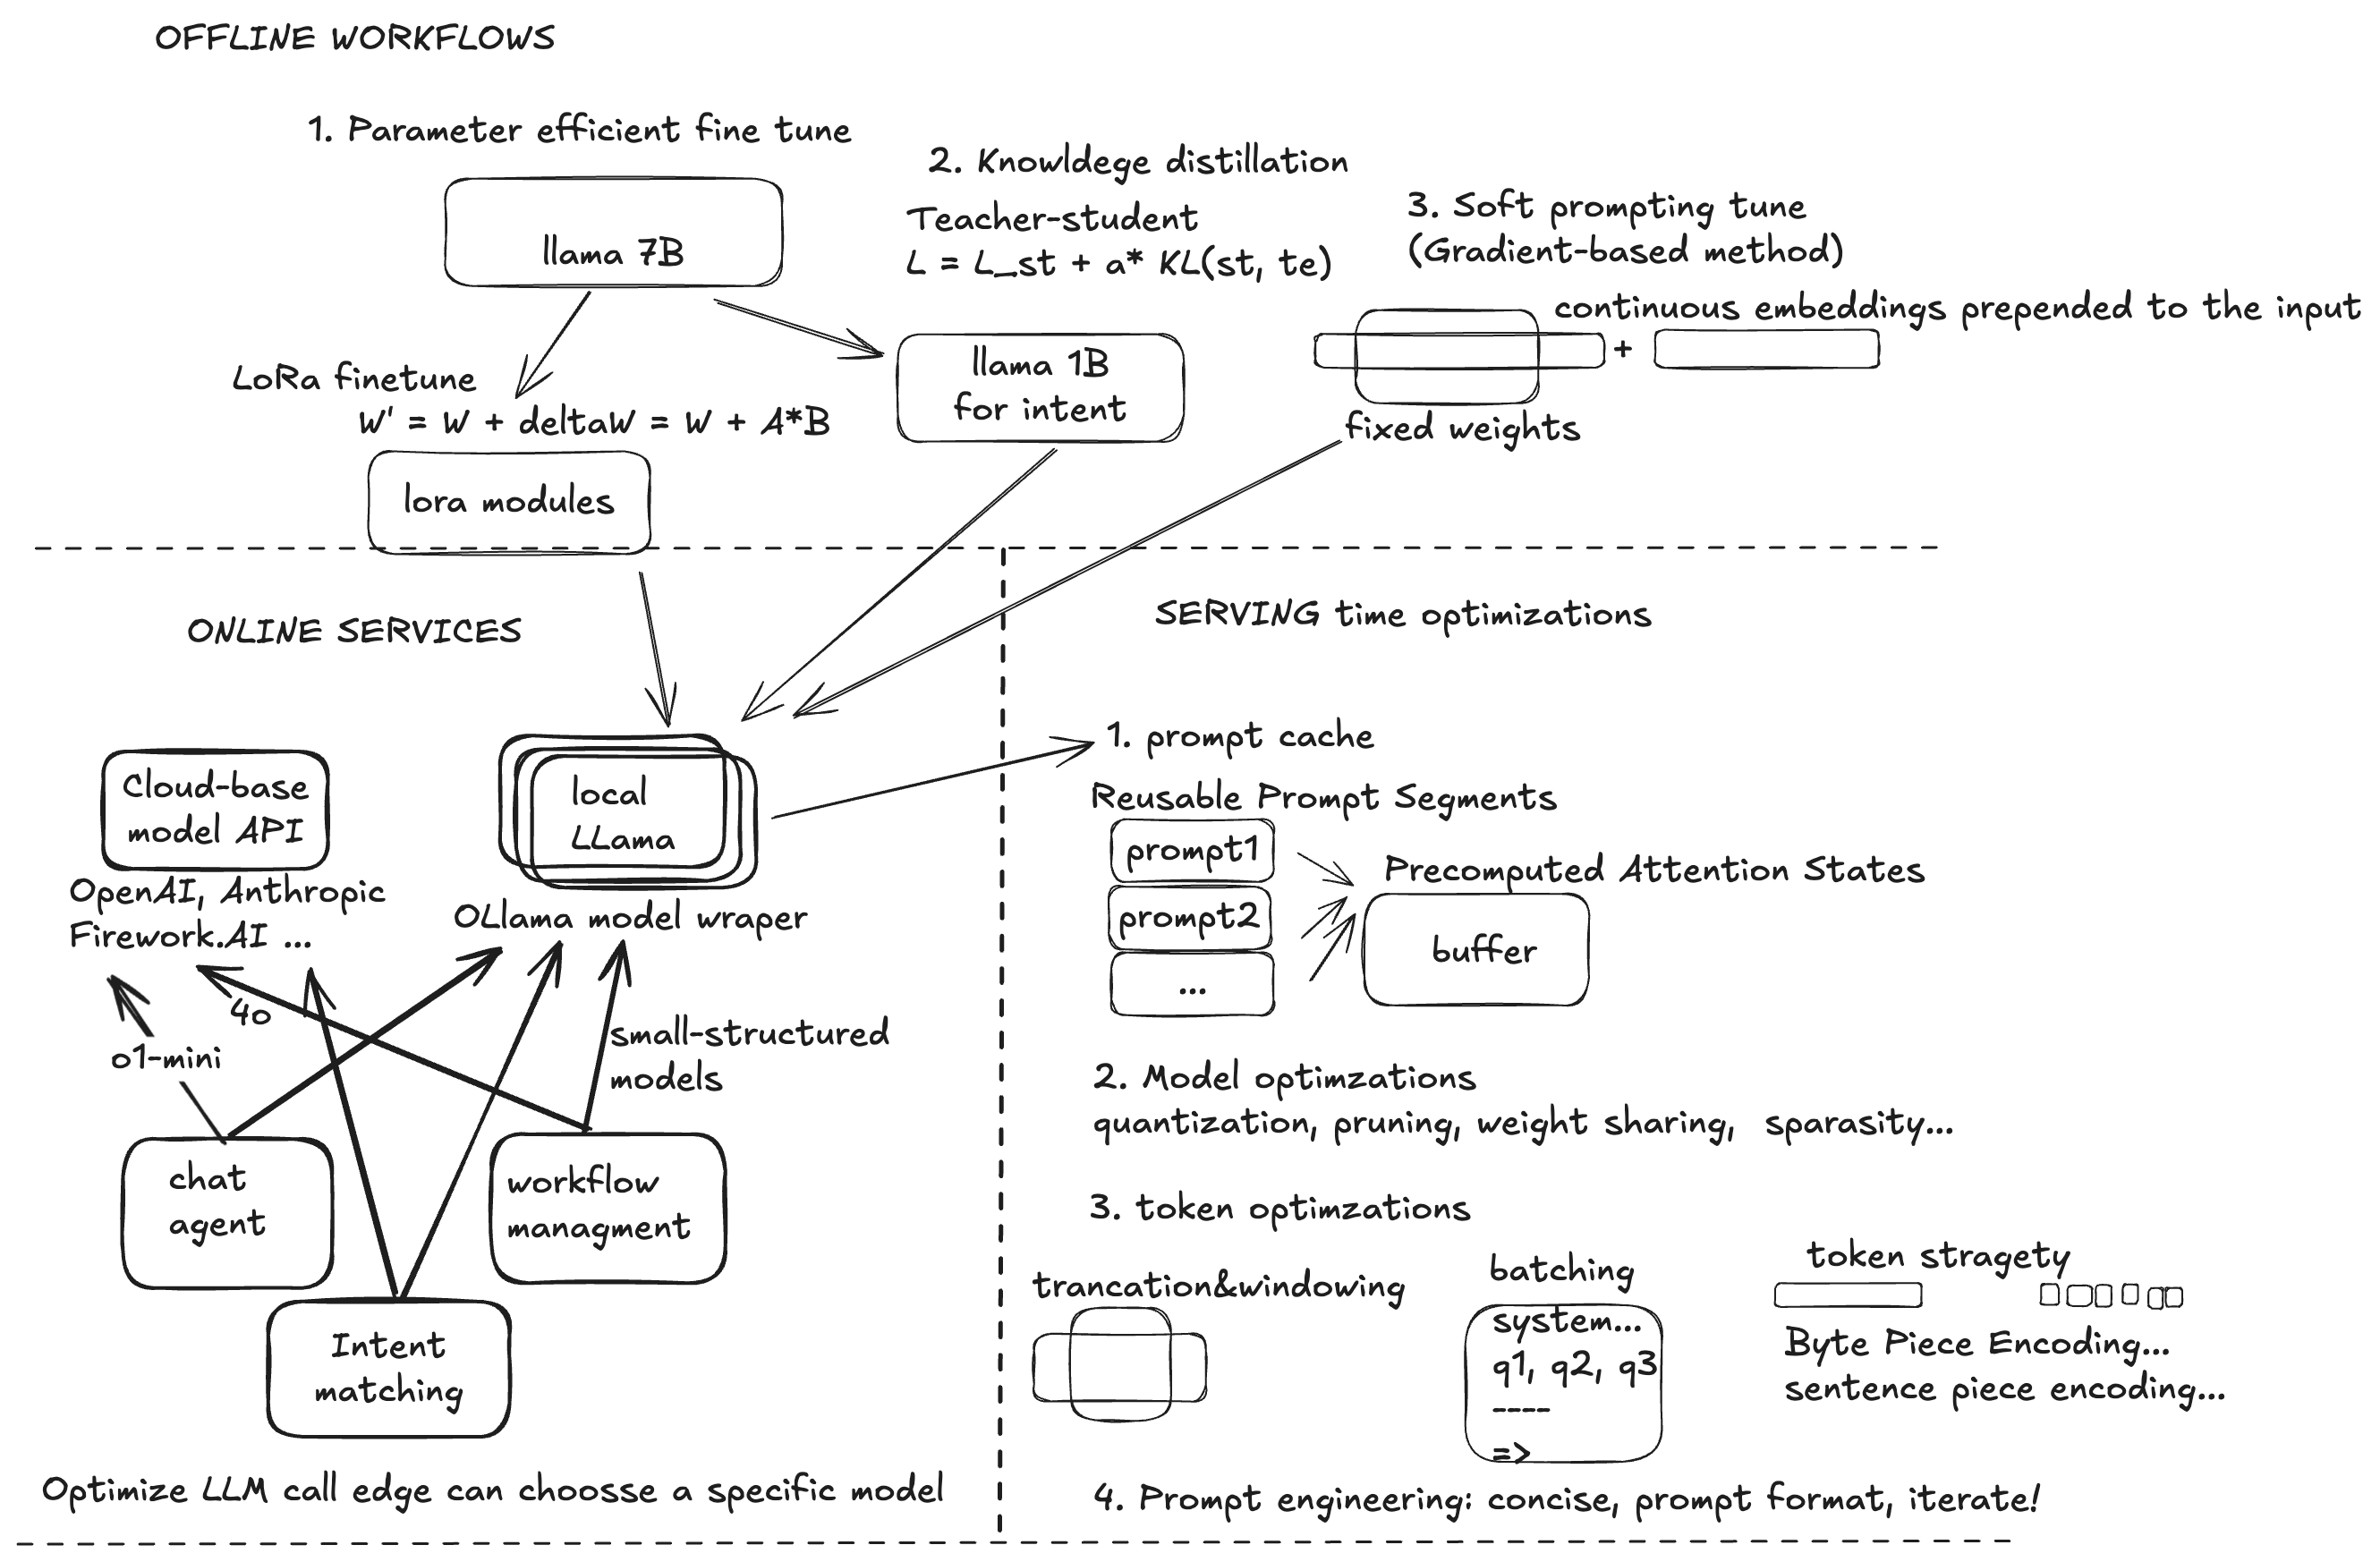 OFFLINE WORKFLOWS
1. Parameter efficient fine tune
llama 7B
LoRa finetune
W' = W + deltaW = W + A*B
lora modules
2. Knowldege distillation
Teacher-student
L = L_st + a* KL(st, te)
llama 1B
for intent
3. Soft prompting tune
(Gradient-based method)
continuous embeddings prepended to the input
+
fixed weights
ONLINE SERVICES
Cloud-base
model API
OpenAI, Anthropic
Firework.AI ...
local
LLama
OLlama model wraper
4o
o1-mini
small-structured
models
chat
agent
workflow
managment
Intent
matching
Optimize LLM call edge can choosse a specific model
SERVING time optimizations
1. prompt cache
Reusable Prompt Segments
prompt1
prompt2
...
Precomputed Attention States
buffer
2. Model optimzations
quantization, pruning, weight sharing, sparasity...
3. token optimzations
trancation&windowing
batching
system...
q1, q2, q3
----
=>
token stragety
Byte Piece Encoding...
sentence piece encoding...
4. Prompt engineering: concise, prompt format, iterate!